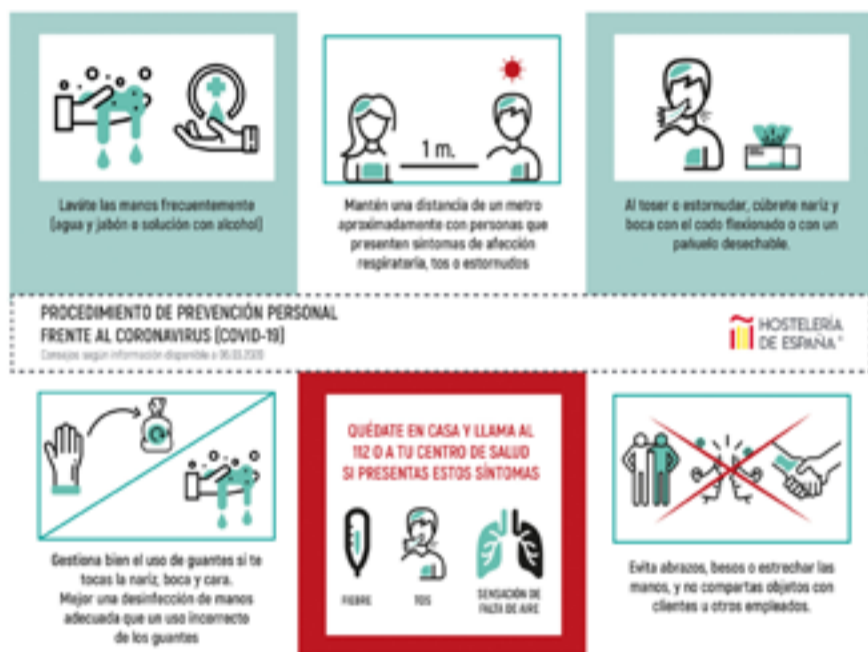 Laváte las manos frecuentemente
(agua y jabón o solución con alcohol)
1 m.
Mantén una distancia de un metro
aproximadamente con personas que
presenten síntomas de afección
respiratoria, tos o estornudos
Al toser o estornudar, cúbrete nariz y
boca con el codo flexionado o con un
pañuelo desechable.
PROCEDIMIENTO DE PREVENCIÓN PERSONAL
FRENTE AL CORONAVIRUS (COVID-19)
Consejos según información disponible a
HOSTELERÍA
DE ESPAÑA
Gestiona bien el uso de guantes si te
tocas la nariz, boca y cara.
Mejor una desinfección de manos
adecuada que un uso incorrecto
de los guantes
QUÉDATE EN CASA Y LLAMA AL
112 O A TU CENTRO DE SALUD
SI PRESENTAS ESTOS SÍNTOMAS
FIEBRE
TOS
SENSACIÓN DE
FALTA DE AIRE
Evita abrazos, besos o estrechar las
manos, y no compartas objetos con
clientes u otros empleados.